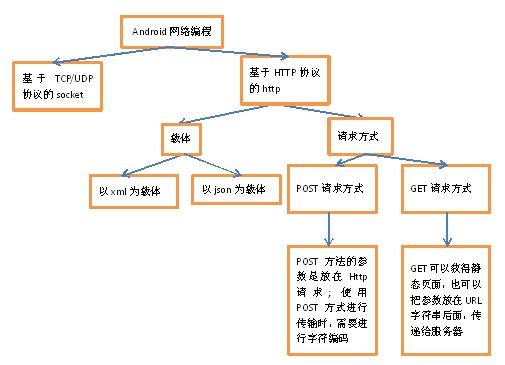 Android 网络编程
基于 TCP/UDP
协议的 socket
基于 HTTP 协议
的 http
载体
请求方式
以 xml 为载体
以 json 为载体
POST 请求方式
GET 请求方式
POST 方法的参
数是放在 Http
请求；使用
POST 方式进行
传输时，需要进
行字符编码
GET 可以获得静
态页面，也可以
把参数放在 URL
字符串后面，传
递给服务器